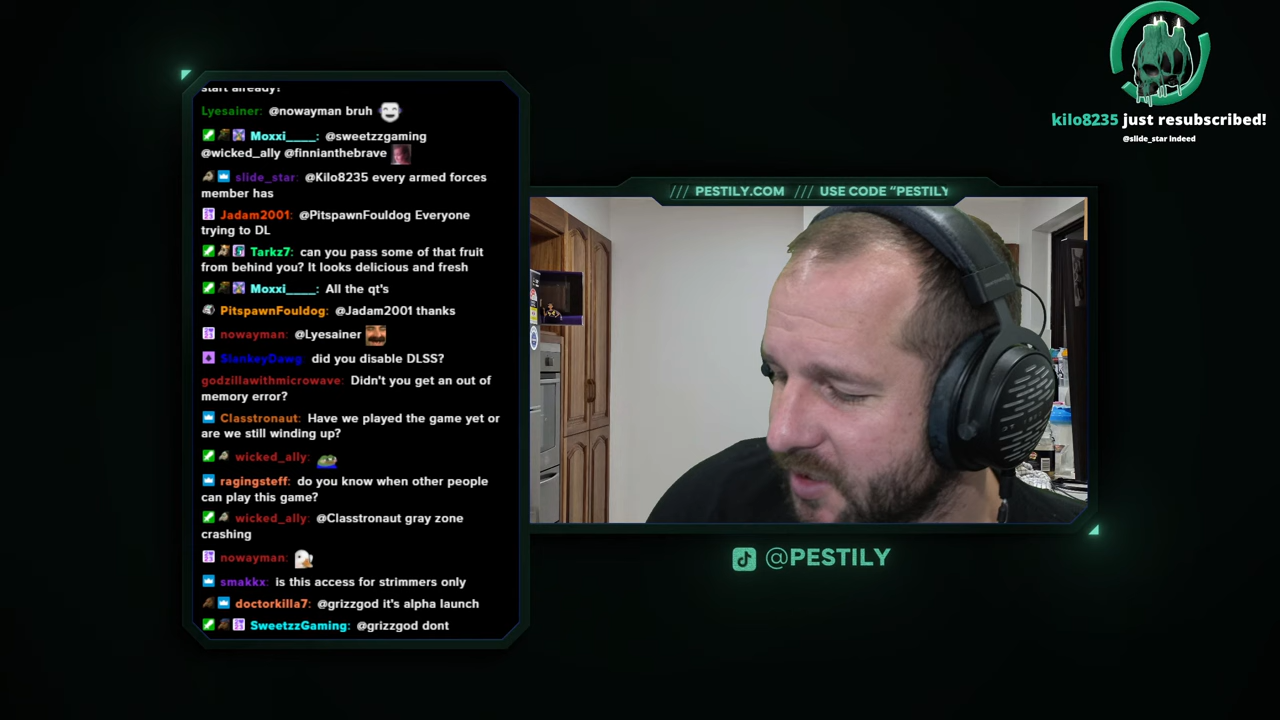 start already?
Lyesainer: @nowayman bruh
Moxxi____: @sweetzzgaming
@wicked_ally @finnianthebrave
slide_star: @Kilo8235 every armed forces
member has
Jadam2001: @PitspawnFouldog Everyone
trying to DL
Tarkz7: can you pass some of that fruit
from behind you? It looks delicious and fresh
Moxxi____: All the qt's
PitspawnFouldog: @Jadam2001 thanks
nowayman: @Lyesainer
SlankeyDawg: did you disable DLSS?
godzillawithmicrowave: Didn't you get an out of
memory error?
Classtronaut: Have we played the game yet or
are we still winding up?
wicked_ally:
ragingsteff: do you know when other people
can play this game?
wicked_ally: @Classtronaut gray zone
crashing
nowayman:
smakkx: is this access for strimmers only
doctorkilla7: @grizzgod it's alpha launch
SweetzzGaming: @grizzgod dont
/// PESTILY.COM /// USE CODE "PESTILY
@PESTILY
kilo8235 just resubscribed!
@slide_star Indeed